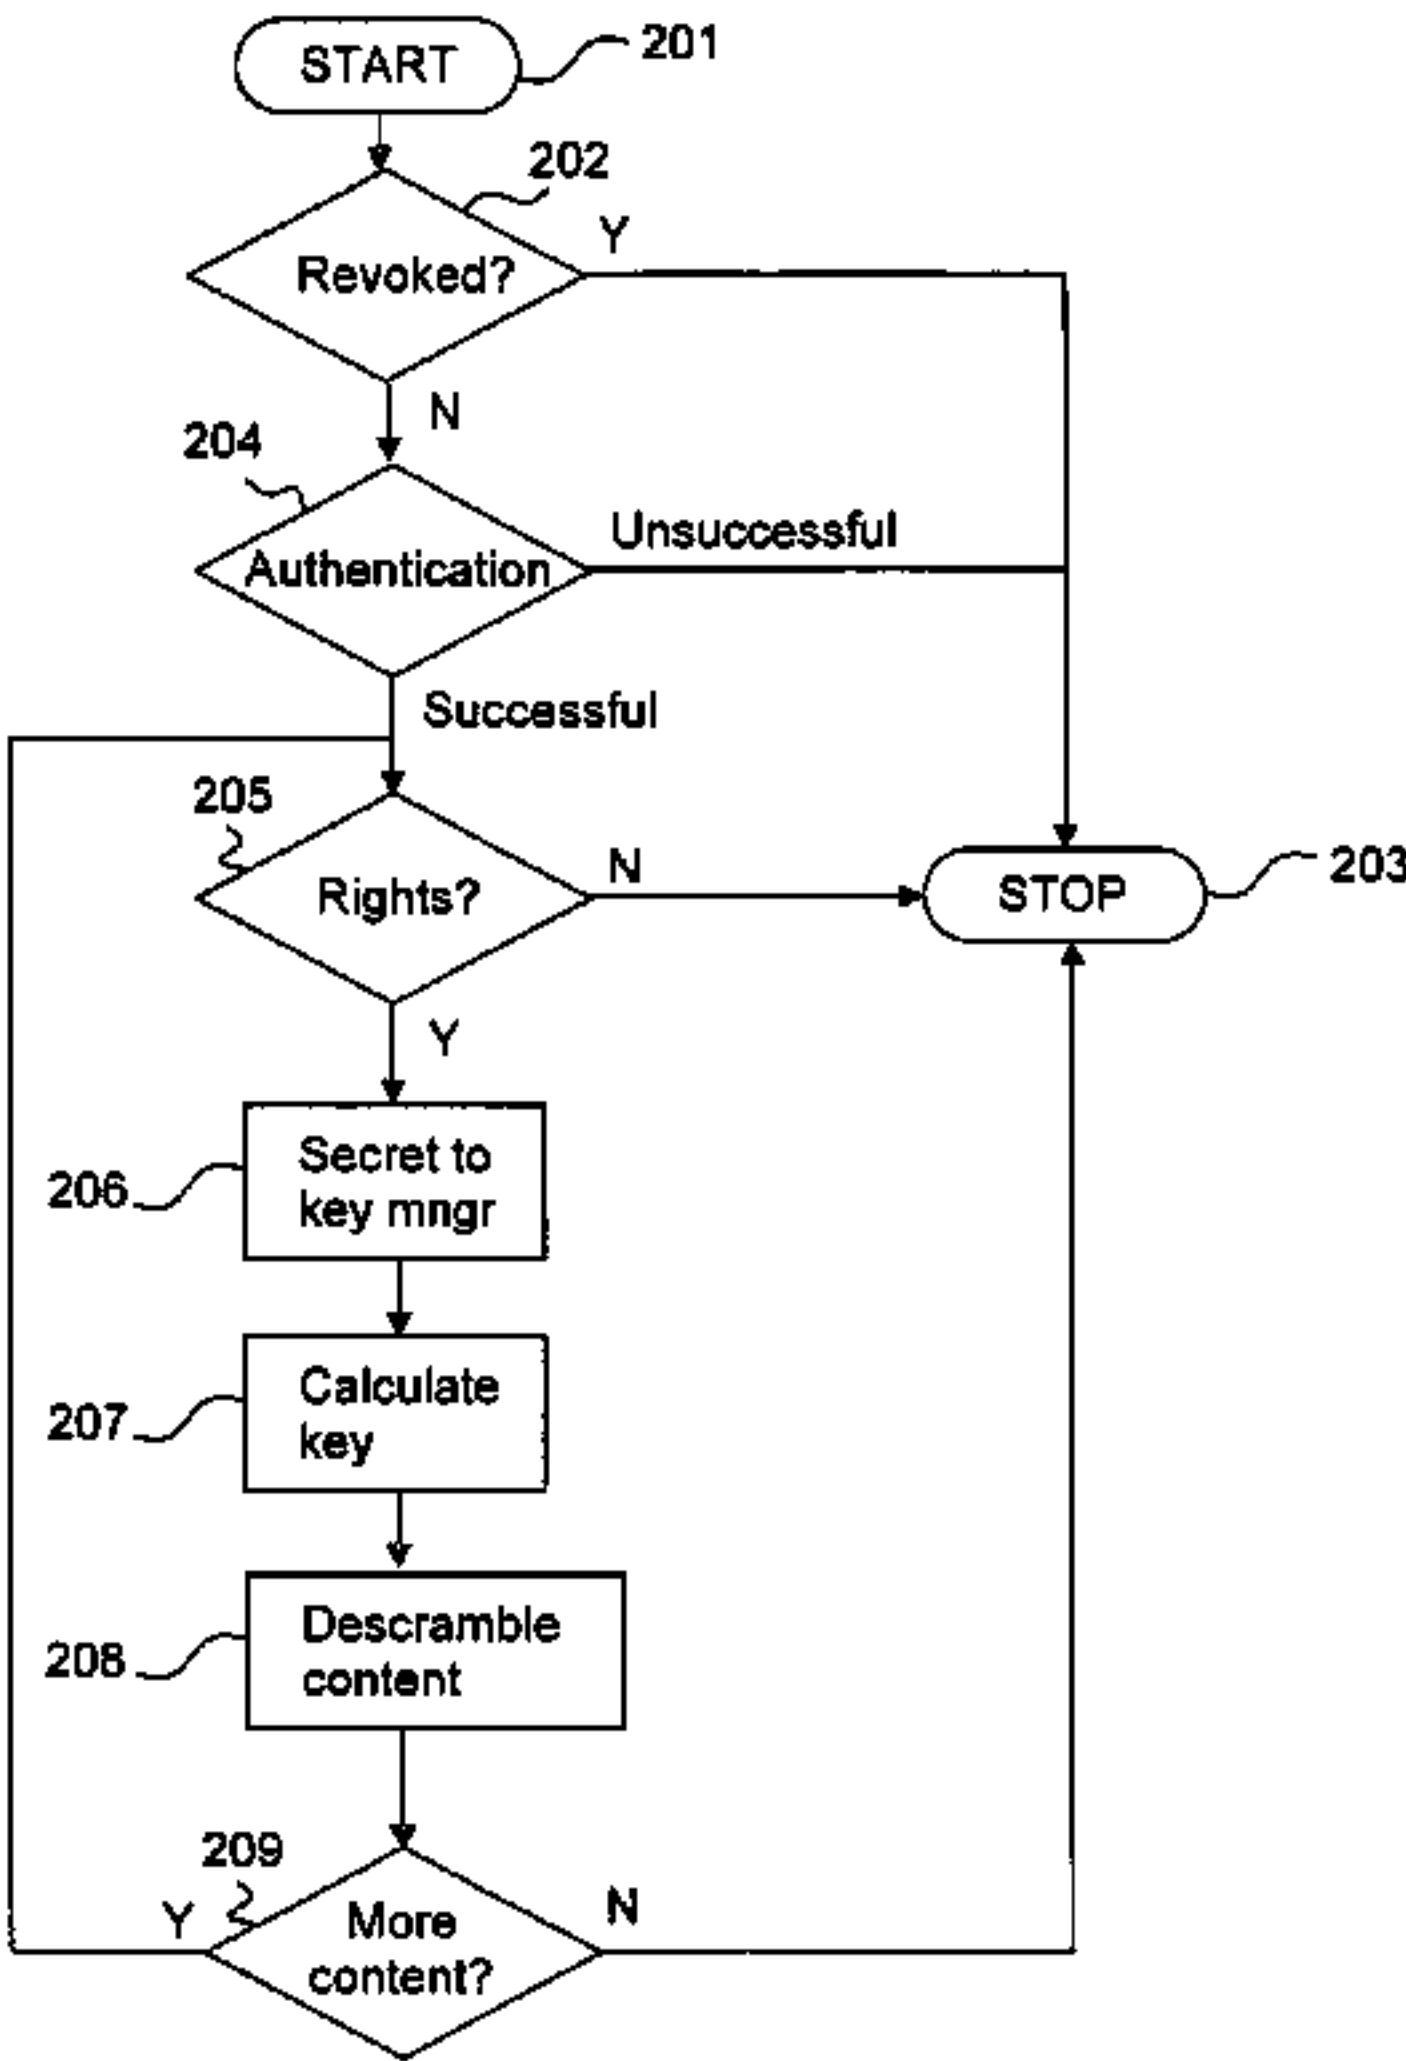 START
201
202
Revoked?
Y
N
204
Authentication
Unsuccessful
Successful
205
Rights?
N
STOP
203
Y
206
Secret to
key mngr
207
Calculate
key
208
Descramble
content
209
Y
More
content?
N